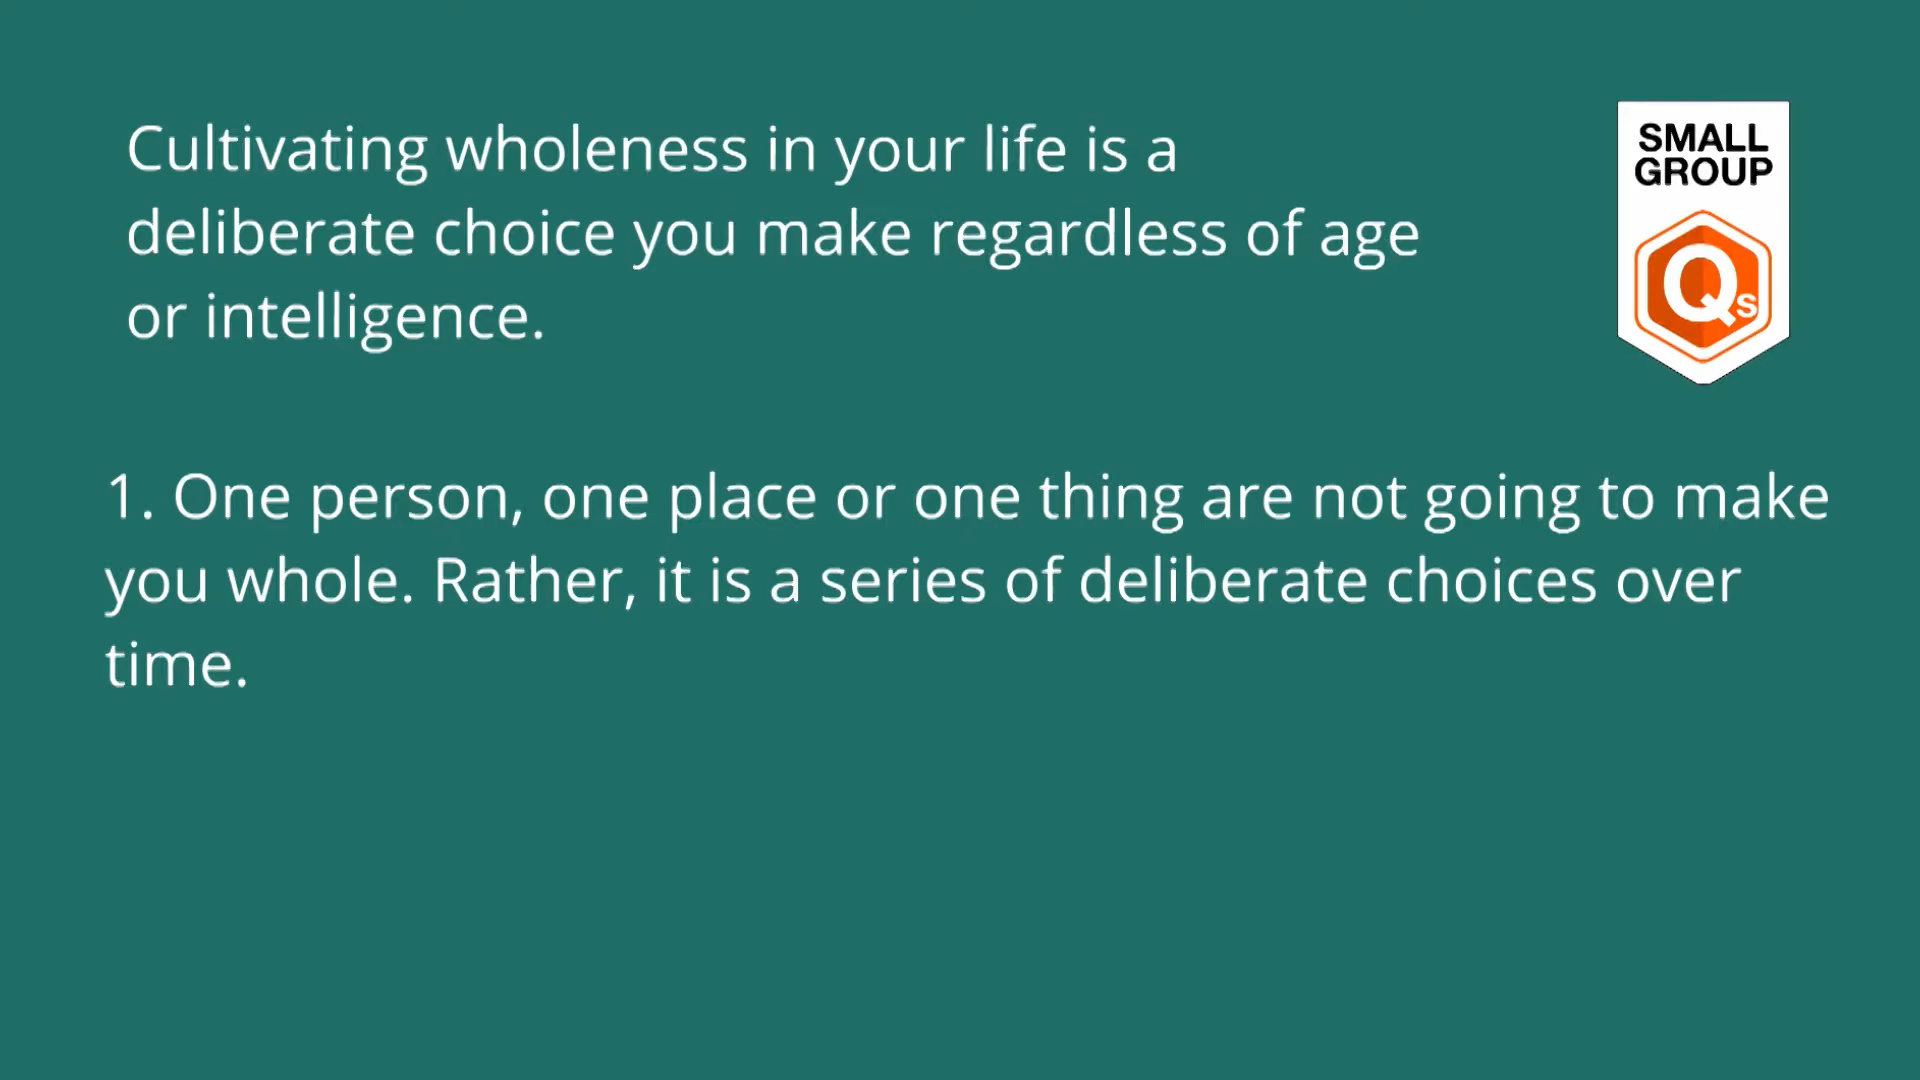 Cultivating wholeness in your life is a
deliberate choice you make regardless of age
or intelligence.
SMALL
GROUP
Qs
1. One person, one place or one thing are not going to make
you whole. Rather, it is a series of deliberate choices over
time.